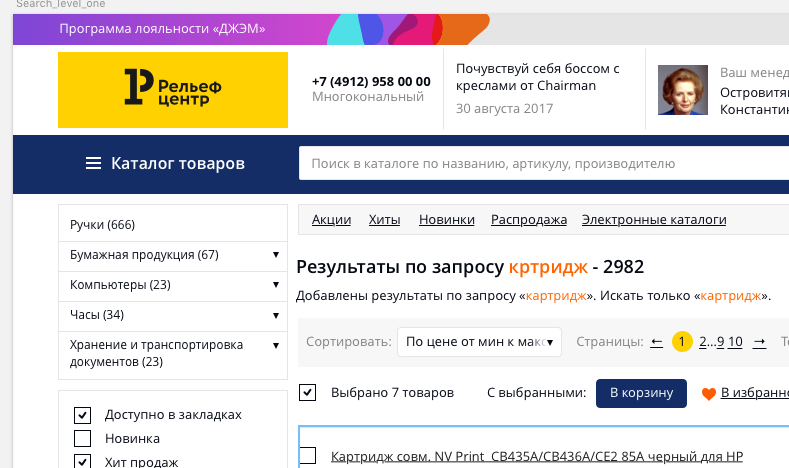 Search_level_one
Программа лояльности «ДЖЭМ»
Рельеф
центр
+7 (4912) 958 00 00
Многокональный
Почувствуй себя боссом с
креслами от Chairman
30 августа 2017
Ваш менед
Островитян
Константин
Каталог товаров
Поиск в каталоге по названию, артикулу, производителю
Ручки (666)
Бумажная продукция (67)
Компьютеры (23)
Часы (34)
Хранение и транспортировка
документов (23)
Доступно в закладках
Новинка
Хит продаж
Акции Хиты Новинки Распродажа Электронные каталоги
Результаты по запросу кртридж - 2982
Добавлены результаты по запросу «картридж». Искать только «картридж».
Сортировать: По цене от мин к макс Страницы: ← 1 2...9 10 →
Выбрано 7 товаров С выбранными: В корзину В избранно
Картридж совм. NV Print CB435A/CB436A/CE2 85A черный для HP